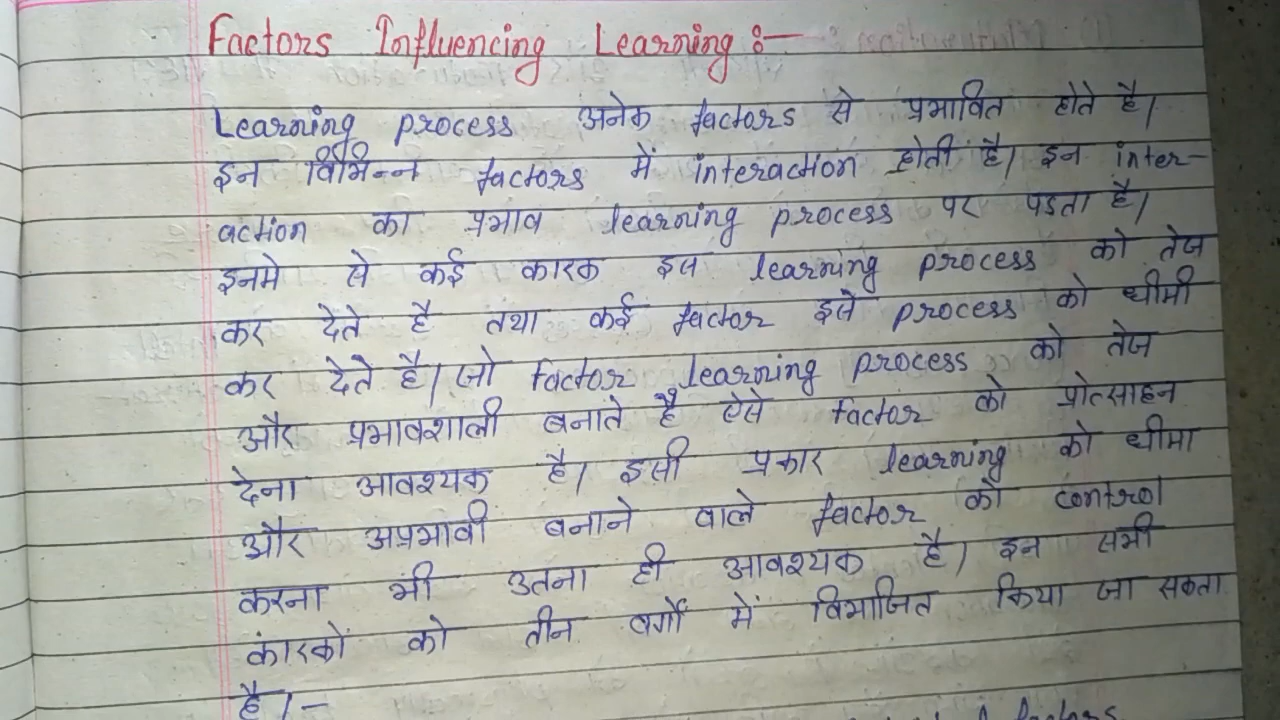 Factors Influencing Learning :—
Learning process अनेक factors से प्रभावित होते है।
इन विभिन्न factors में interaction होती है। इन inter-
action का प्रभाव learning process पर पडता है।
इनमे से कई कारक इस learning process को तेज
कर देते है तथा कई factor इसे process को धीमी
कर देते है। जो factor learning process को तेज
और प्रभावशाली बनाते है ऐसे factor को प्रोत्साहन
देना आवश्यक है। इसी प्रकार learning को धीमा
और अप्रभावी बनाने वाले factor को control
करना भी उतना ही आवश्यक है। इन सभी
कारकों को तीन वर्गों में विभाजित किया जा सकता
है। -
factors